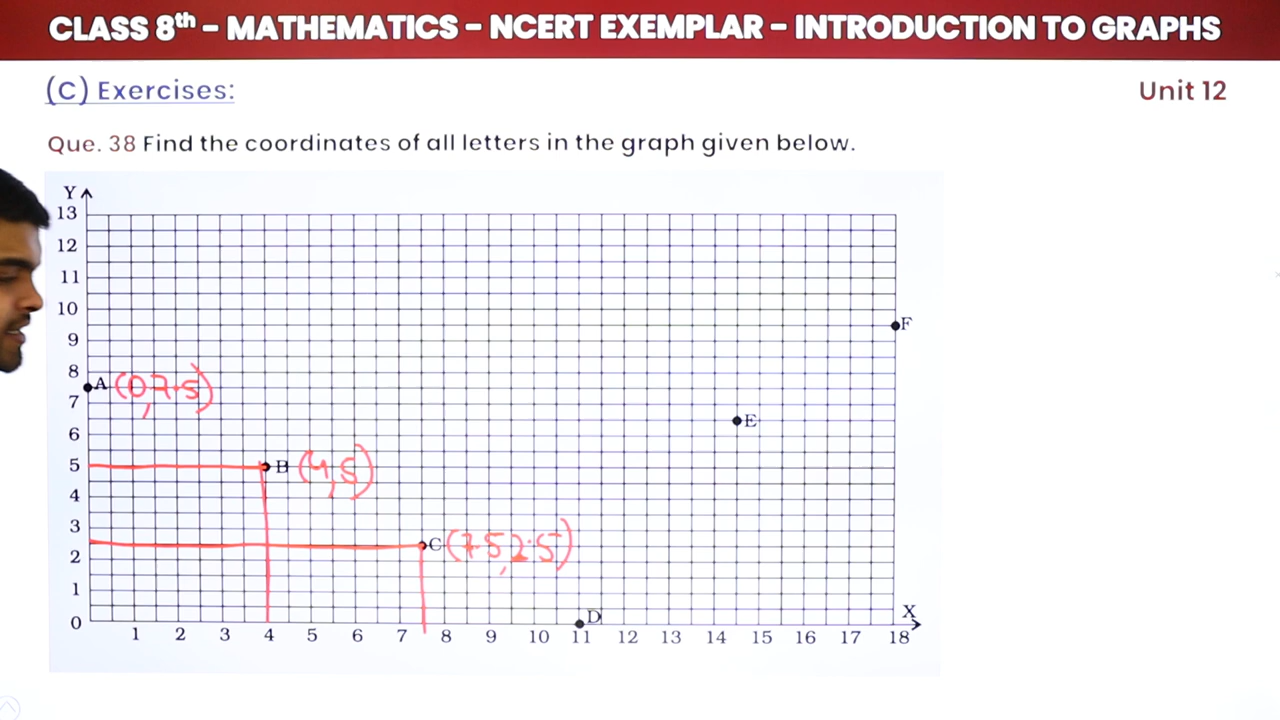 CLASS 8th - MATHEMATICS - NCERT EXEMPLAR - INTRODUCTION TO GRAPHS
(C) Exercises:
Unit 12
Que. 38 Find the coordinates of all letters in the graph given below.
Y
13
12
11
10
9
F
8
A (0,7.5)
7
E
6
5
B (4,5)
4
3
C (7.5,2.5)
2
1
D
X
0
1 2 3 4 5 6 7 8 9 10 11 12 13 14 15 16 17 18